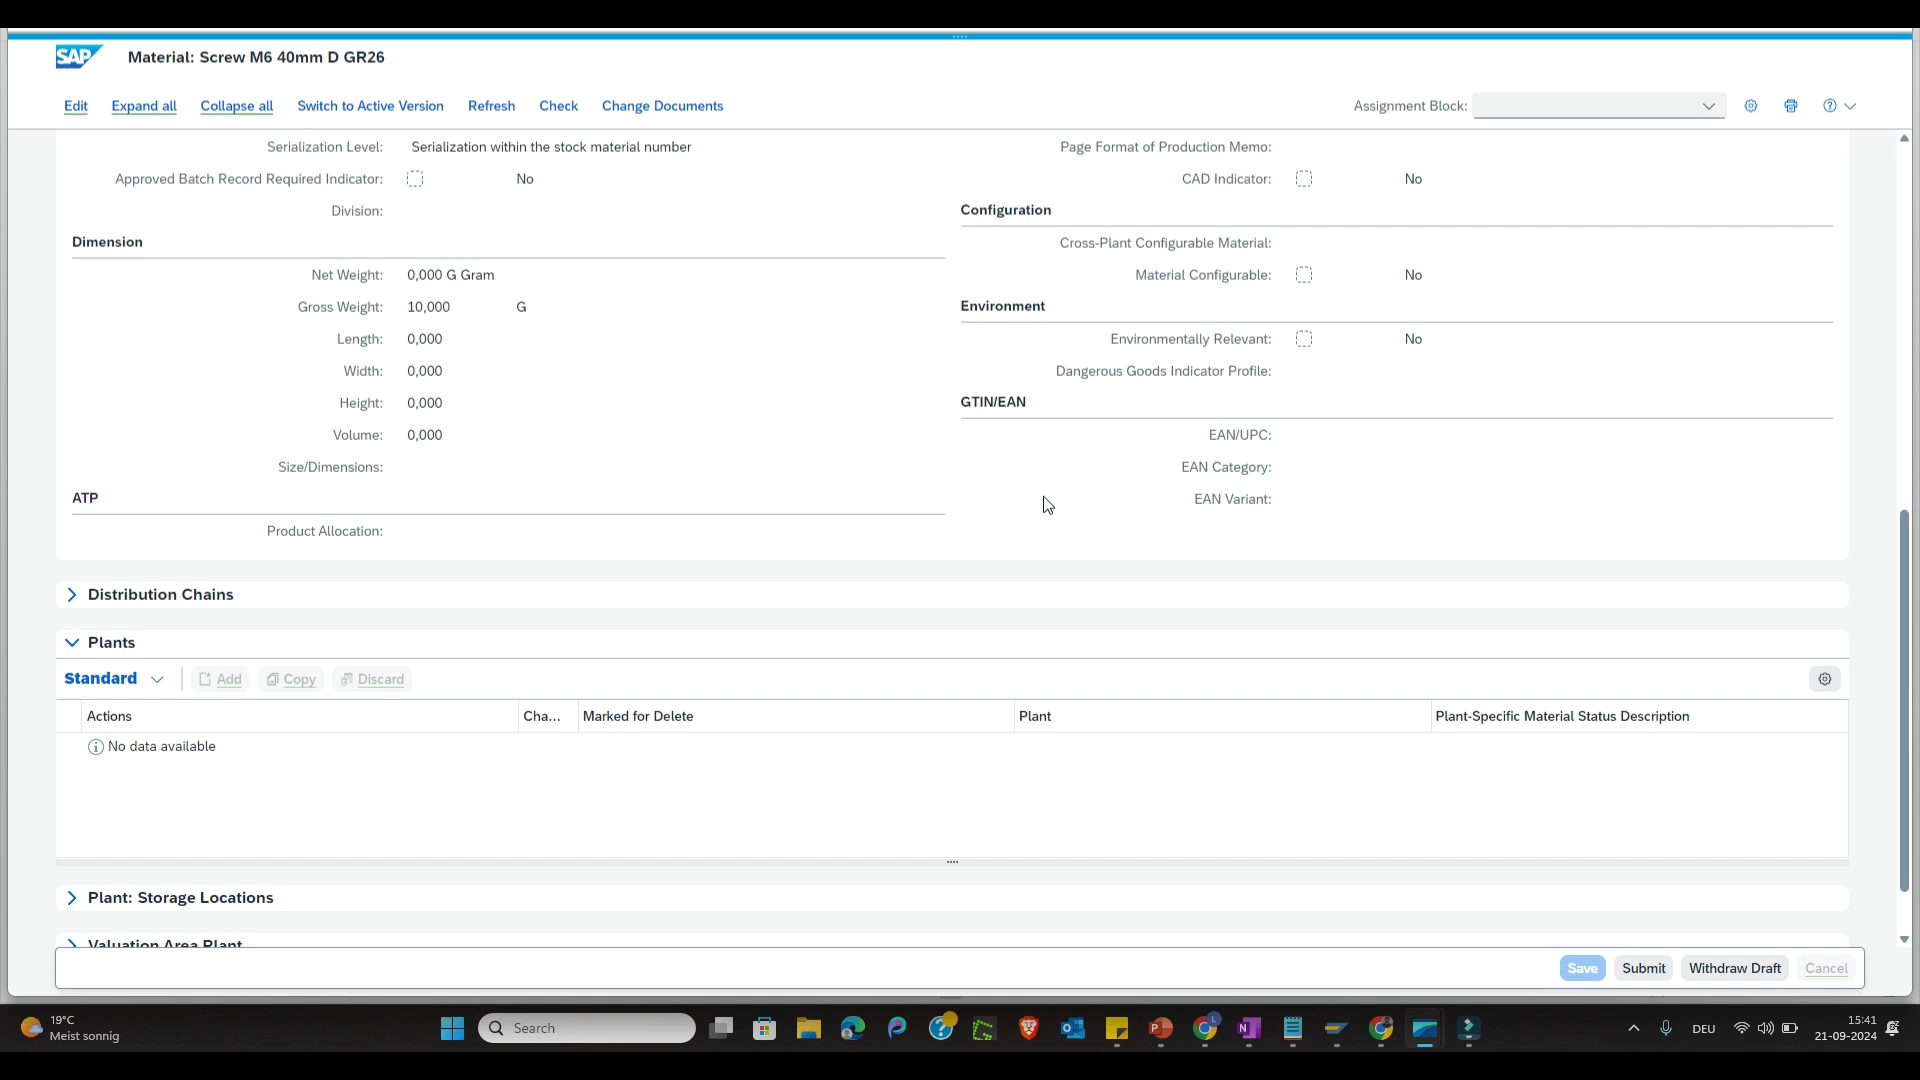 SAP Material: Screw M6 40mm D GR26
Edit Expand all Collapse all Switch to Active Version Refresh Check Change Documents Assignment Block:
Serialization Level: Serialization within the stock material number
Approved Batch Record Required Indicator: No
Division:
Dimension
Net Weight: 0,000 G Gram
Gross Weight: 10,000 G
Length: 0,000
Width: 0,000
Height: 0,000
Volume: 0,000
Size/Dimensions:
ATP
Product Allocation:
Page Format of Production Memo:
CAD Indicator: No
Configuration
Cross-Plant Configurable Material:
Material Configurable: No
Environment
Environmentally Relevant: No
Dangerous Goods Indicator Profile:
GTIN/EAN
EAN/UPC:
EAN Category:
EAN Variant:
Distribution Chains
Plants
Standard Add Copy Discard
Actions Cha... Marked for Delete Plant Plant-Specific Material Status Description
No data available
Plant: Storage Locations
Valuation Area Plant
Save Submit Withdraw Draft Cancel
19°C
Meist sonnig
Search
DEU
15:41
21-09-2024